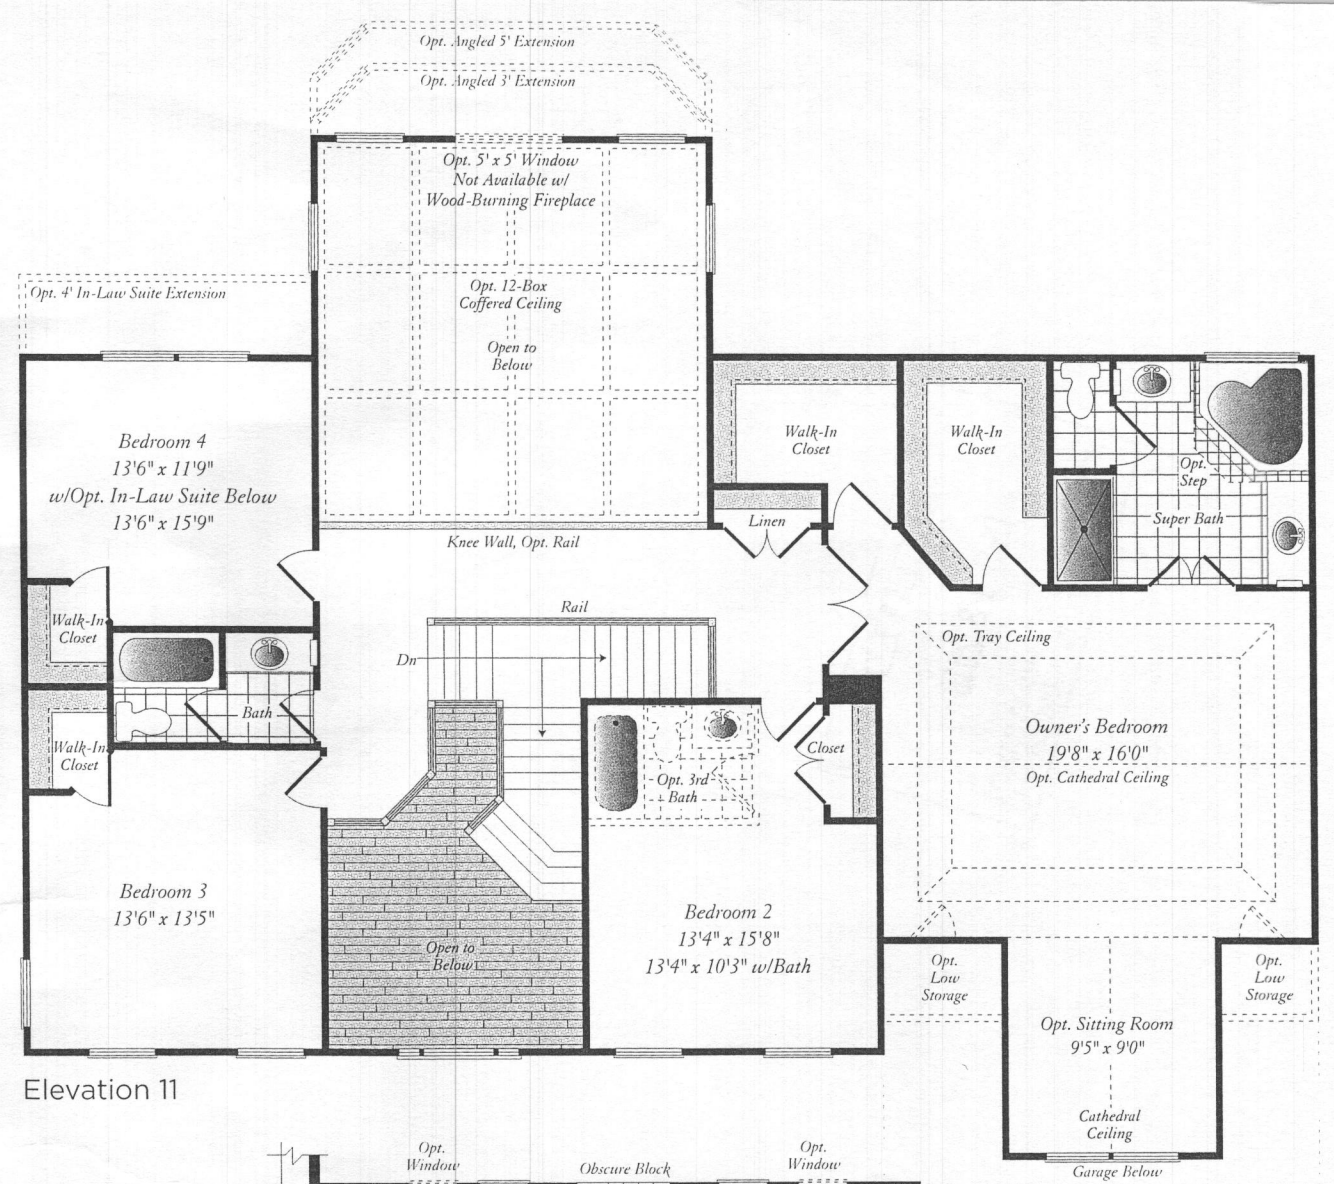 Opt. Angled 5' Extension
Opt. Angled 3' Extension
Opt. 5' x 5' Window
Not Available w/
Wood-Burning Fireplace
Opt. 4' In-Law Suite Extension
Opt. 12-Box
Coffered Ceiling
Open to
Below
Bedroom 4
13'6" x 11'9"
w/Opt. In-Law Suite Below
13'6" x 15'9"
Walk-In
Closet
Walk-In
Closet
Opt.
Step
Super Bath
Linen
Knee Wall, Opt. Rail
Rail
Dn
Walk-In
Closet
Bath
Walk-In
Closet
Opt. Tray Ceiling
Owner's Bedroom
19'8" x 16'0"
Opt. Cathedral Ceiling
Closet
Opt. 3rd
Bath
Bedroom 3
13'6" x 13'5"
Open to
Below
Bedroom 2
13'4" x 15'8"
13'4" x 10'3" w/Bath
Opt.
Low
Storage
Opt.
Low
Storage
Opt. Sitting Room
9'5" x 9'0"
Cathedral
Ceiling
Garage Below
Elevation 11
Opt.
Window
Obscure Block
Opt.
Window